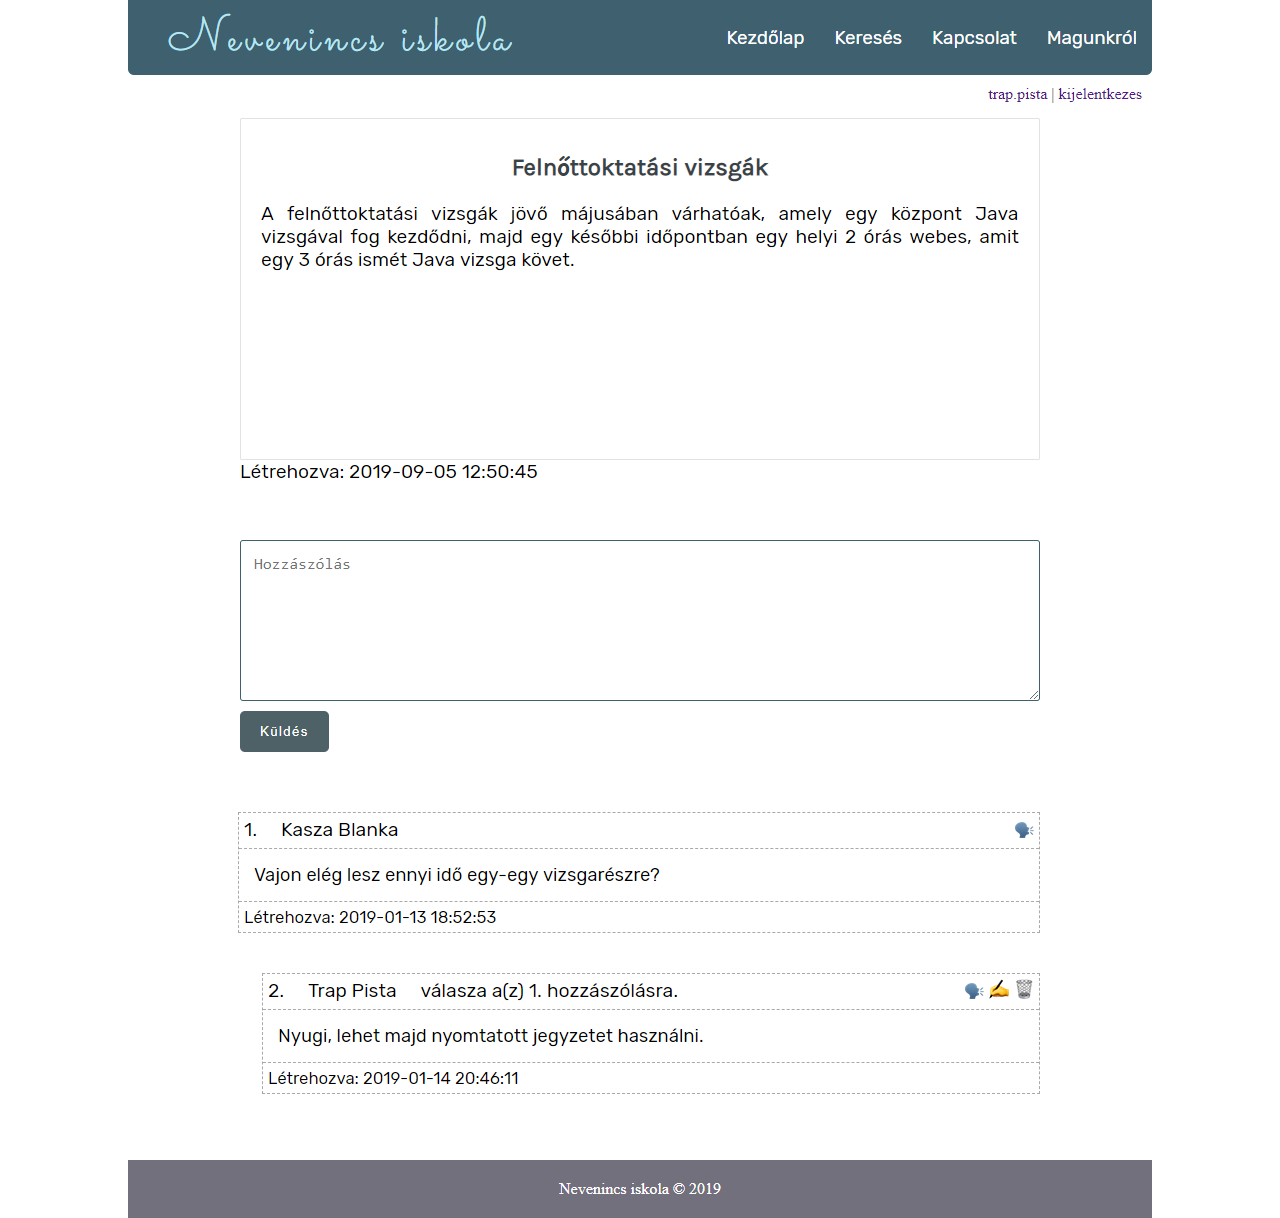 Nevenincs iskola
Kezdőlap Keresés Kapcsolat Magunkról
trap.pista | kijelentkezes
Felnőttoktatási vizsgák
A felnőttoktatási vizsgák jövő májusában várhatóak, amely egy központ Java
vizsgával fog kezdődni, majd egy későbbi időpontban egy helyi 2 órás webes, amit
egy 3 órás ismét Java vizsga követ.
Létrehozva: 2019-09-05 12:50:45
Hozzászólás
Küldés
1. Kasza Blanka
Vajon elég lesz ennyi idő egy-egy vizsgarészre?
Létrehozva: 2019-01-13 18:52:53
2. Trap Pista válasza a(z) 1. hozzászólásra.
Nyugi, lehet majd nyomtatott jegyzetet használni.
Létrehozva: 2019-01-14 20:46:11
Nevenincs iskola © 2019